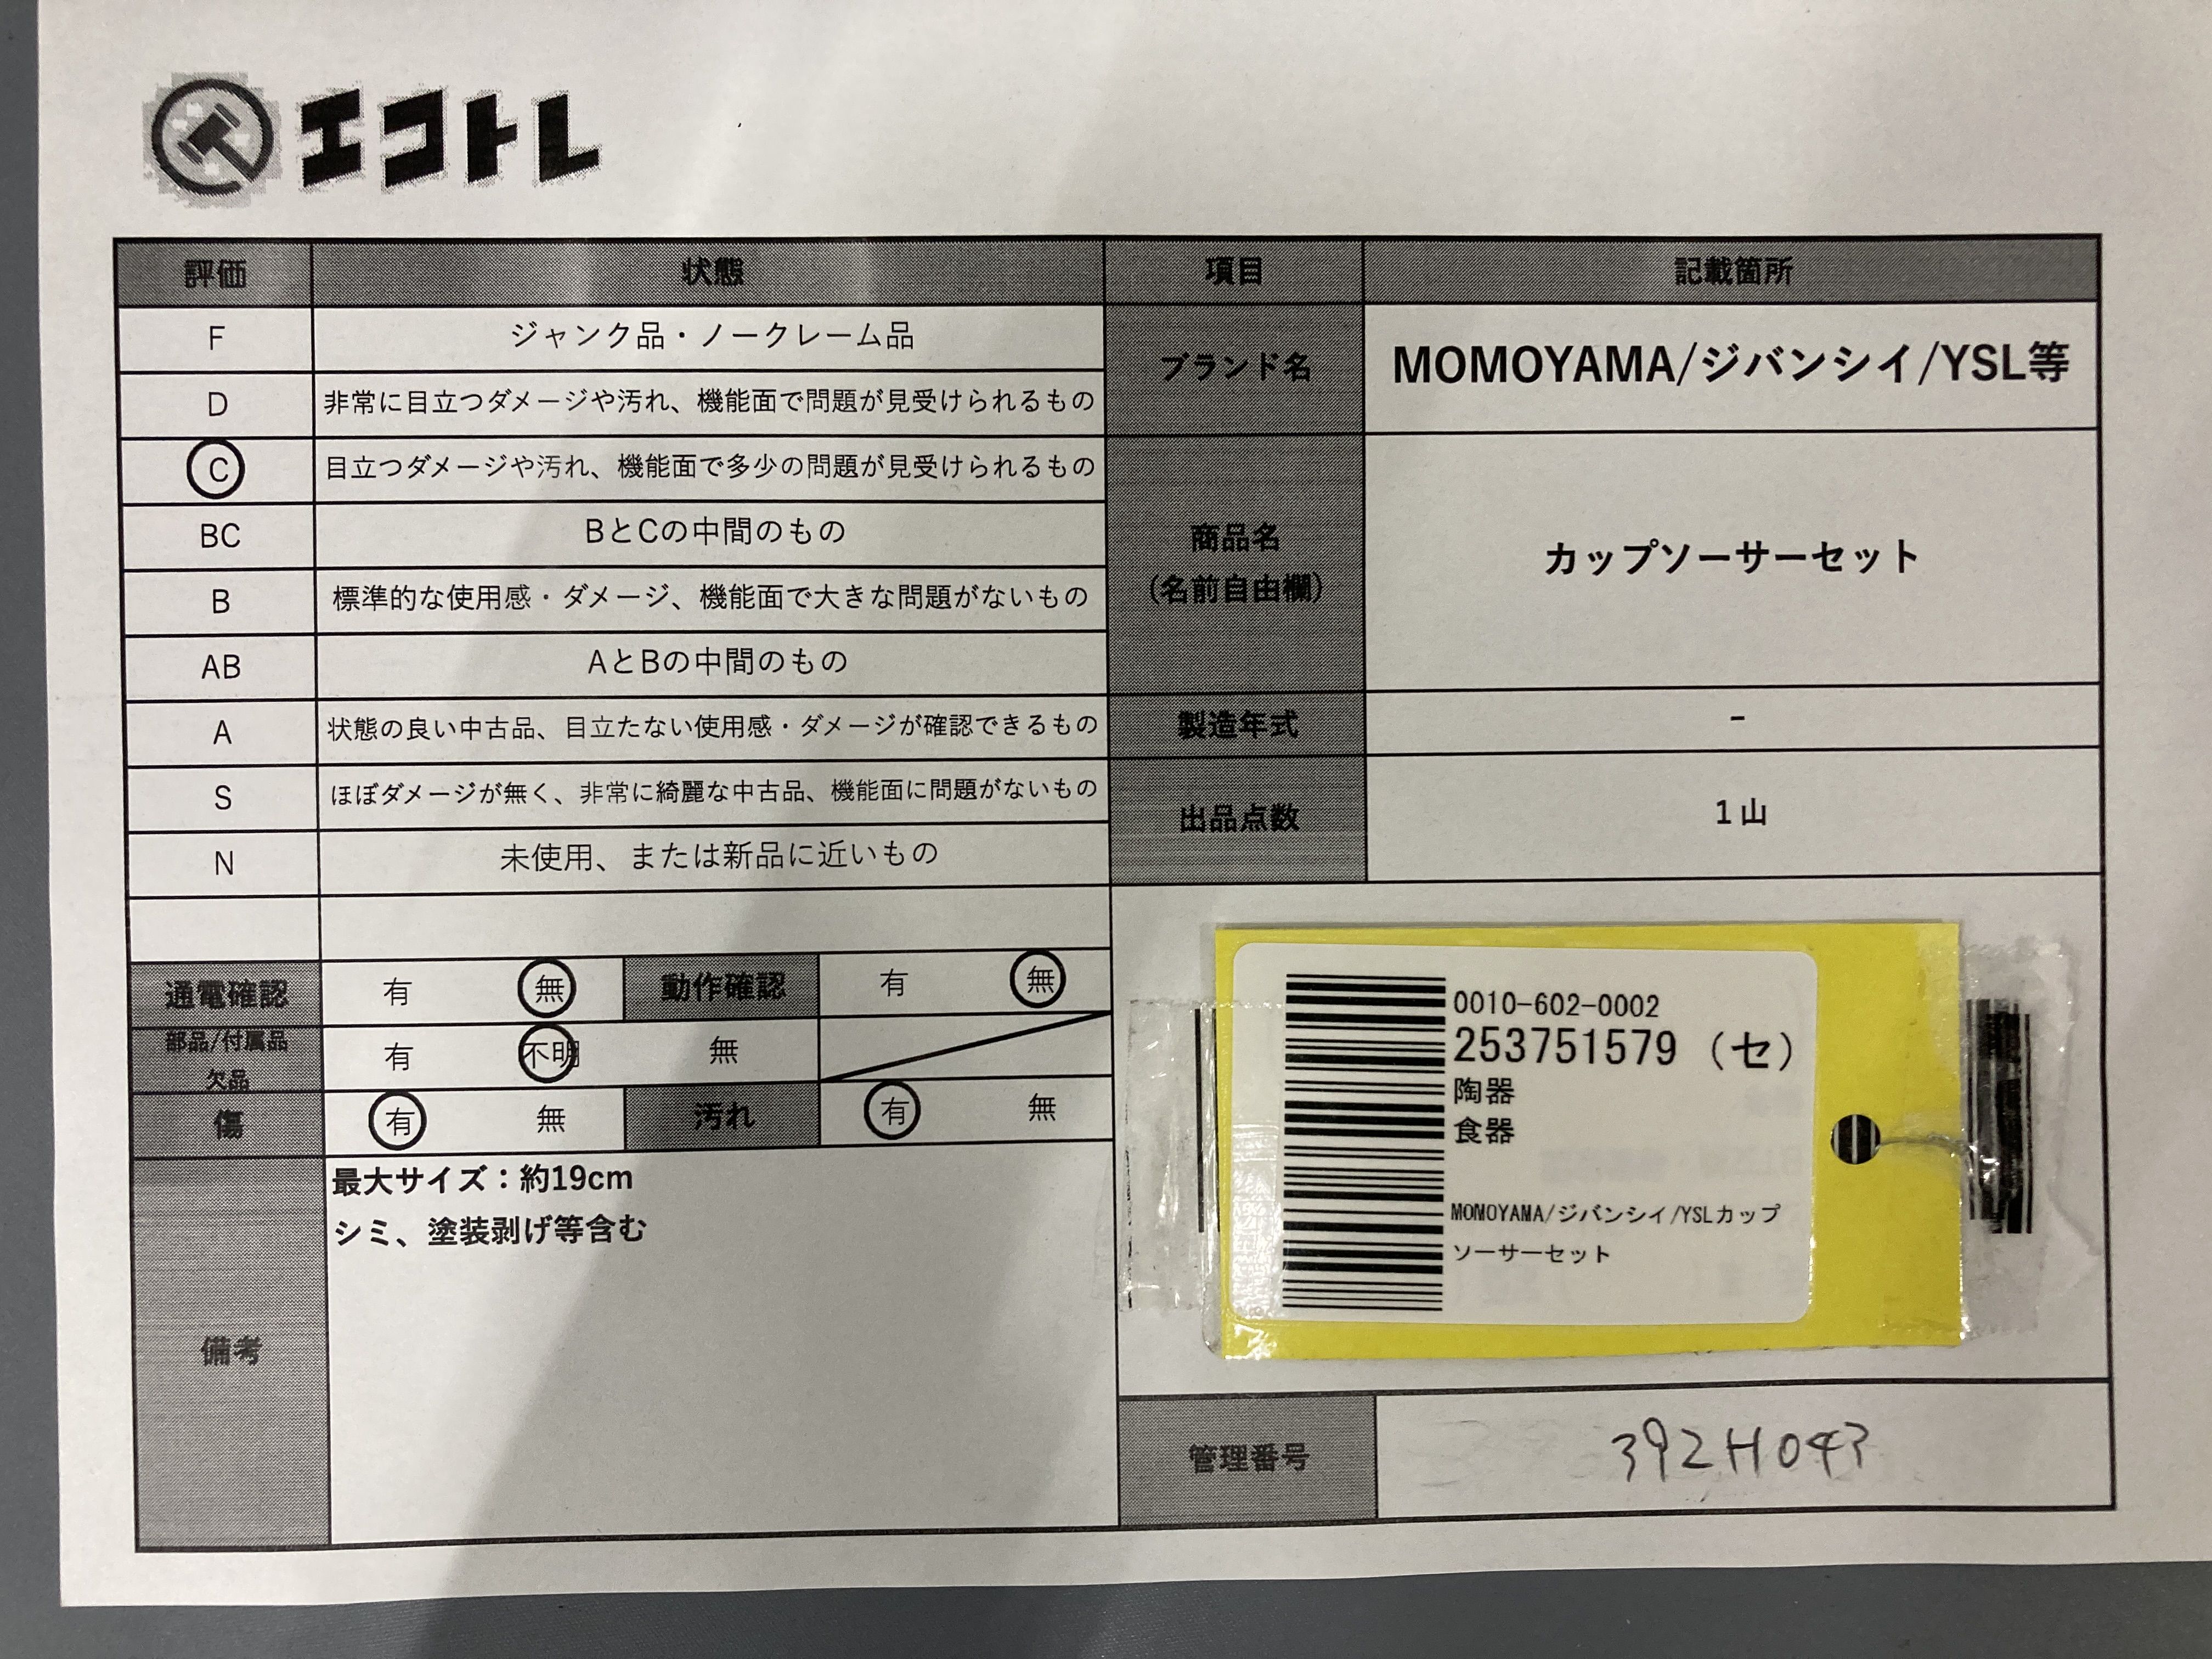 エコトレ
評価 状態 項目 記載箇所
F ジャンク品・ノークレーム品
D 非常に目立つダメージや汚れ、機能面で問題が見受けられるもの
ブランド名 MOMOYAMA/ジバンシイ/YSL等
C 目立つダメージや汚れ、機能面で多少の問題が見受けられるもの
BC BとCの中間のもの
B 標準的な使用感・ダメージ、機能面で大きな問題がないもの
AB AとBの中間のもの
商品名
（名前自由欄）
カップソーサーセット
A 状態の良い中古品、目立たない使用感・ダメージが確認できるもの
製造年式 -
S ほぼダメージが無く、非常に綺麗な中古品、機能面に問題がないもの
N 未使用、または新品に近いもの
出品点数 1山
通電確認 有 無 動作確認 有 無
部品/付属品
欠品
有 不明 無
傷 有 無 汚れ 有 無
備考
最大サイズ：約19cm
シミ、塗装剥げ等含む
0010-602-0002
253751579（セ）
陶器
食器
MOMOYAMA/ジバンシイ/YSLカップ
ソーサーセット
管理番号 392H043